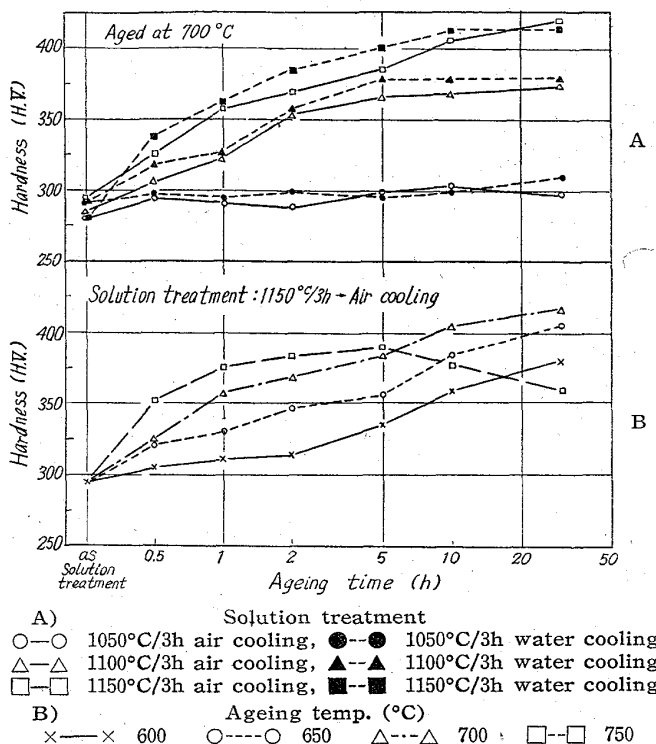 400
Aged at 700°C
350
300
250
Hardness (H.V.)
A
Solution treatment : 1150°C/3h → Air cooling
400
350
300
250
Hardness (H.V.)
B
as Solution treatment
0.5 1 2 5 10 20 30 50
Ageing time (h)
A) Solution treatment
○—○ 1050°C/3h air cooling, ●--● 1050°C/3h water cooling
△—△ 1100°C/3h air cooling, ▲--▲ 1100°C/3h water cooling
□—□ 1150°C/3h air cooling, ■--■ 1150°C/3h water cooling
B) Ageing temp. (°C)
×—× 600 ○----○ 650 △-·-△ 700 □--□ 750